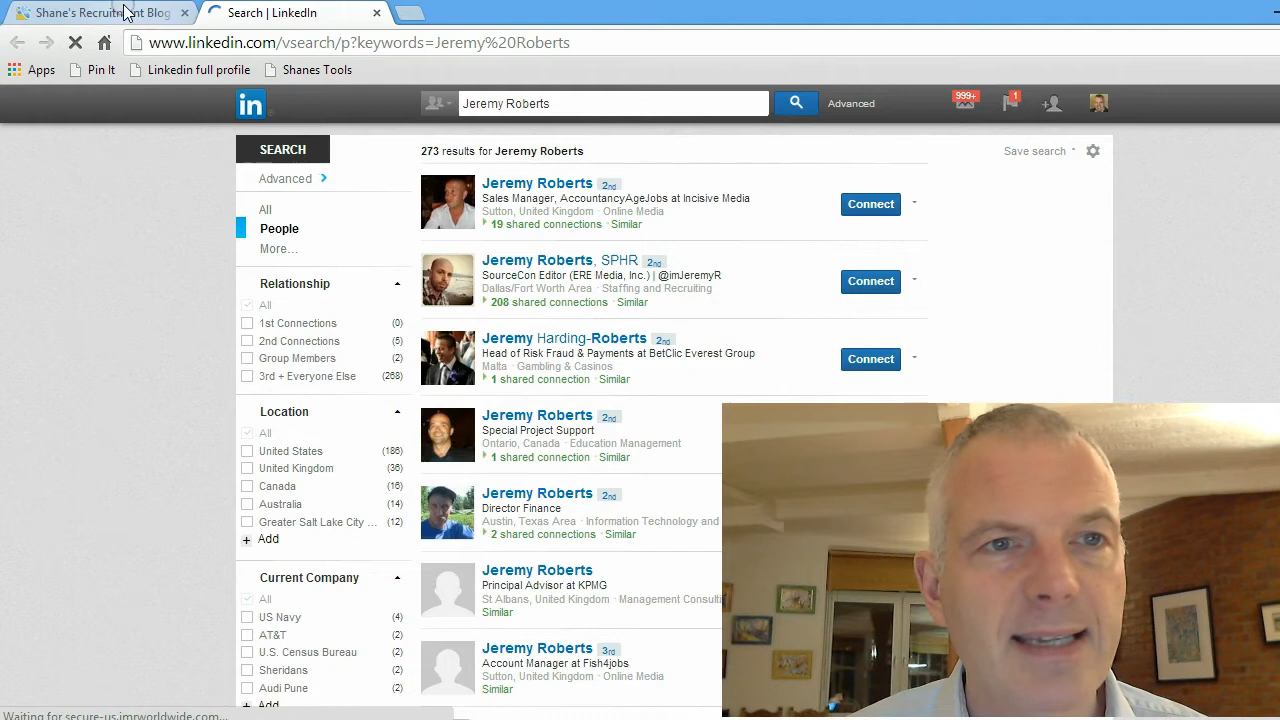 Shane's Recruitment Blog
Search | LinkedIn
www.linkedin.com/vsearch/p?keywords=Jeremy%20Roberts
Apps
Pin It
Linkedin full profile
Shanes Tools
in
Jeremy Roberts
Advanced
999+
1
SEARCH
Advanced
All
People
More...
Relationship
All
1st Connections (0)
2nd Connections (5)
Group Members (2)
3rd + Everyone Else (268)
Location
All
United States (186)
United Kingdom (36)
Canada (16)
Australia (14)
Greater Salt Lake City ... (12)
+ Add
Current Company
All
US Navy (4)
AT&T (2)
U.S. Census Bureau (2)
Sheridans (2)
Audi Pune (2)
+ Add
273 results for Jeremy Roberts
Save search
Jeremy Roberts 2nd
Sales Manager, AccountancyAgeJobs at Incisive Media
Sutton, United Kingdom · Online Media
19 shared connections · Similar
Connect
Jeremy Roberts, SPHR 2nd
SourceCon Editor (ERE Media, Inc.) | @imJeremyR
Dallas/Fort Worth Area · Staffing and Recruiting
208 shared connections · Similar
Connect
Jeremy Harding-Roberts 2nd
Head of Risk Fraud & Payments at BetClic Everest Group
Malta · Gambling & Casinos
1 shared connection · Similar
Connect
Jeremy Roberts 2nd
Special Project Support
Ontario, Canada · Education Management
1 shared connection · Similar
Jeremy Roberts 2nd
Director Finance
Austin, Texas Area · Information Technology and
2 shared connections · Similar
Jeremy Roberts
Principal Advisor at KPMG
St Albans, United Kingdom · Management Consulti
Similar
Jeremy Roberts 3rd
Account Manager at Fish4jobs
Sutton, United Kingdom · Online Media
Similar
Waiting for secure-us.imrworldwide.com...